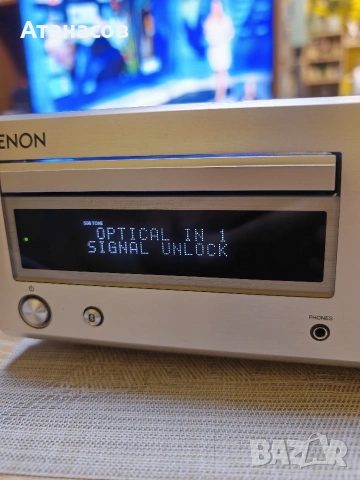 Атанасов
ENON
SDB TONE
OPTICAL IN 1
SIGNAL UNLOCK
PHONES
BAZAR